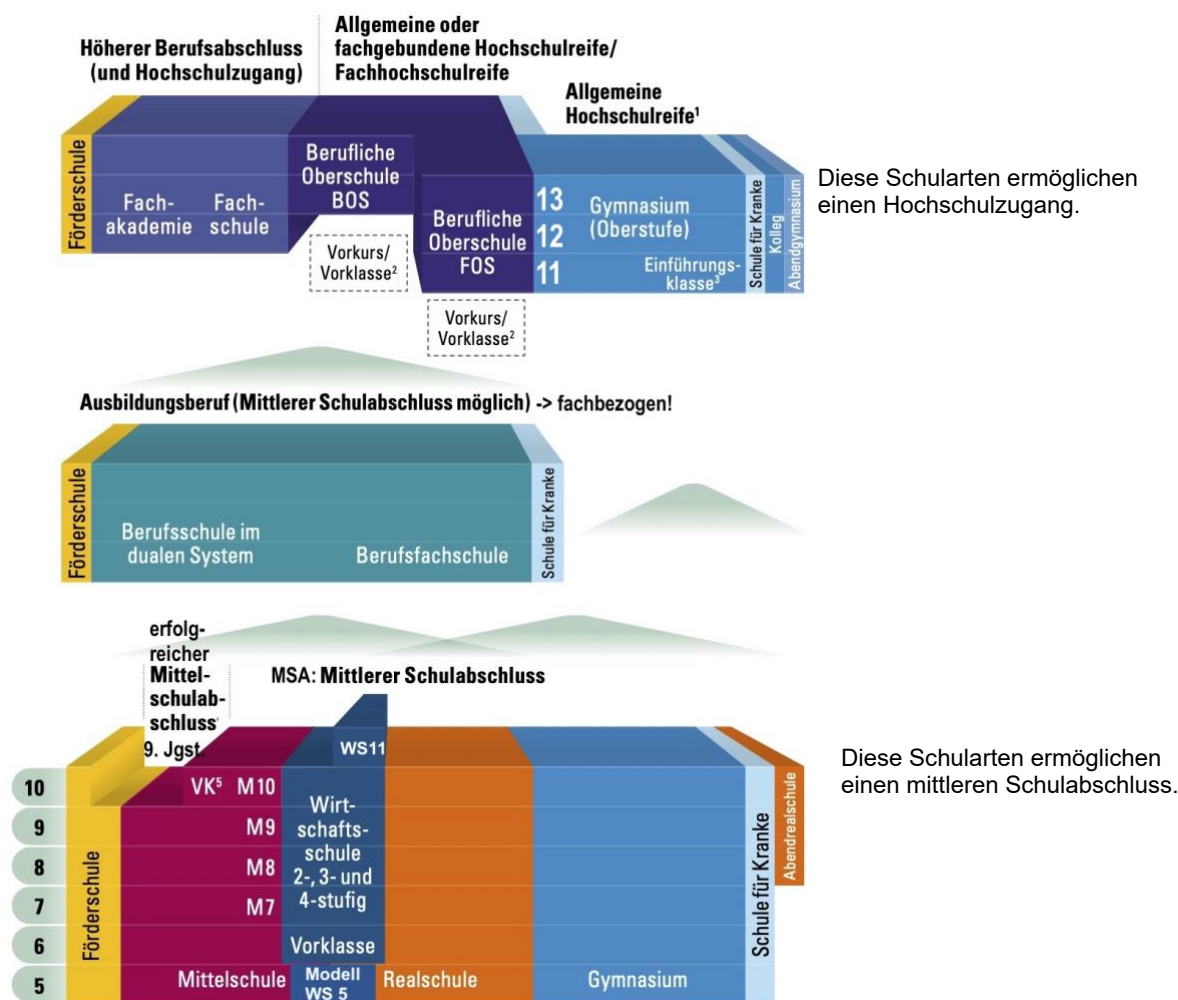 Höherer Berufsabschluss
(und Hochschulzugang)
Allgemeine oder
fachgebundene Hochschulreife/
Fachhochschulreife
Allgemeine
Hochschulreife¹
Förderschule
Fach-
akademie
Fach-
schule
Berufliche
Oberschule
BOS
Vorkurs/
Vorklasse²
Berufliche
Oberschule
FOS
Vorkurs/
Vorklasse²
13
12
11
Gymnasium
(Oberstufe)
Einführungs-
klasse³
Schule für Kranke
Kolleg
Abendgymnasium
Diese Schularten ermöglichen
einen Hochschulzugang.
Ausbildungsberuf (Mittlerer Schulabschluss möglich) -> fachbezogen!
Förderschule
Berufsschule im
dualen System
Berufsfachschule
Schule für Kranke
erfolg-
reicher
Mittel-
schulab-
schluss
9. Jgst.
MSA: Mittlerer Schulabschluss
WS11
10
9
8
7
6
5
Förderschule
VK⁵ M10
M9
M8
M7
Mittelschule
Wirt-
schafts-
schule
2-, 3- und
4-stufig
Vorklasse
Modell
WS 5
Realschule
Gymnasium
Schule für Kranke
Abendrealschule
Diese Schularten ermöglichen
einen mittleren Schulabschluss.